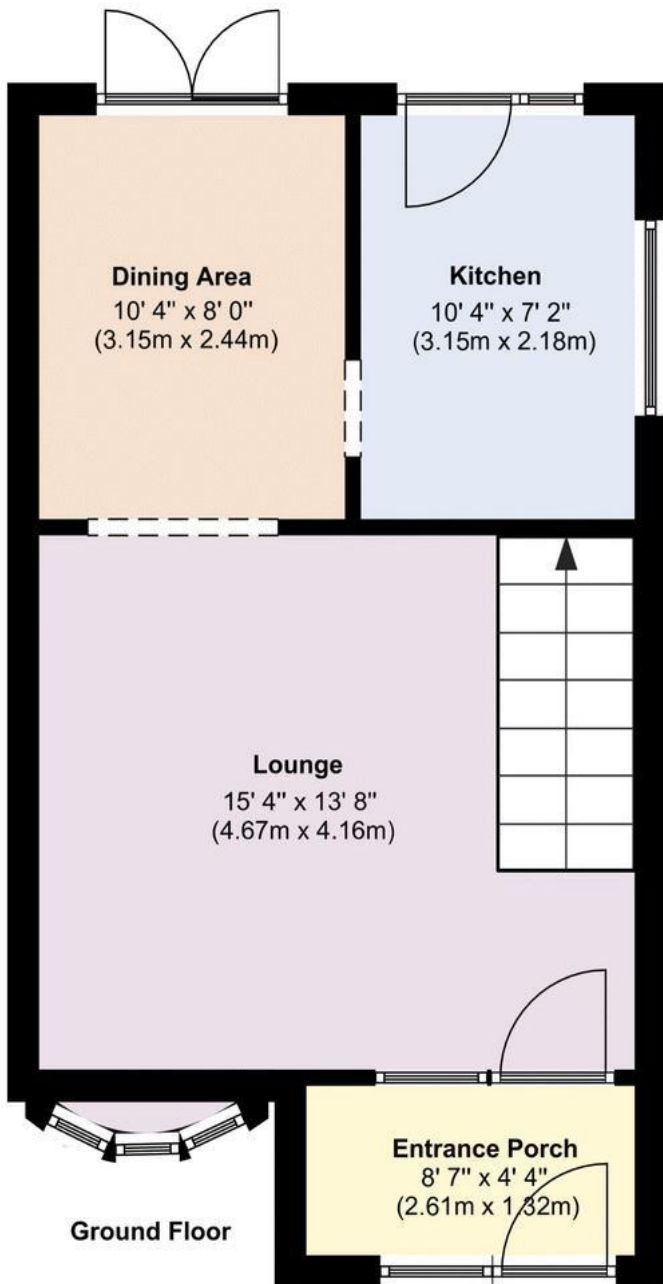 Dining Area
10' 4" x 8' 0"
(3.15m x 2.44m)
Kitchen
10' 4" x 7' 2"
(3.15m x 2.18m)
Lounge
15' 4" x 13' 8"
(4.67m x 4.16m)
Entrance Porch
8' 7" x 4' 4"
(2.61m x 1.32m)
Ground Floor